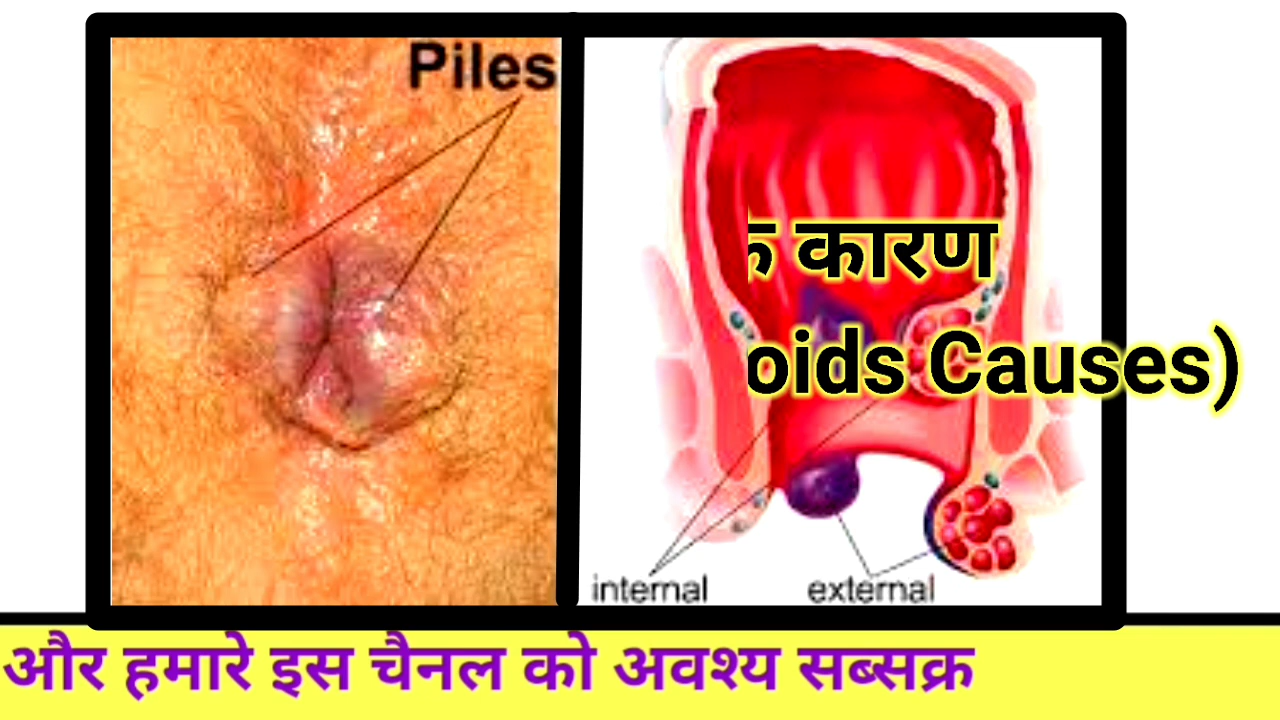 Piles
के कारण
oids Causes)
internal
external
और हमारे इस चैनल को अवश्य सब्सक्र